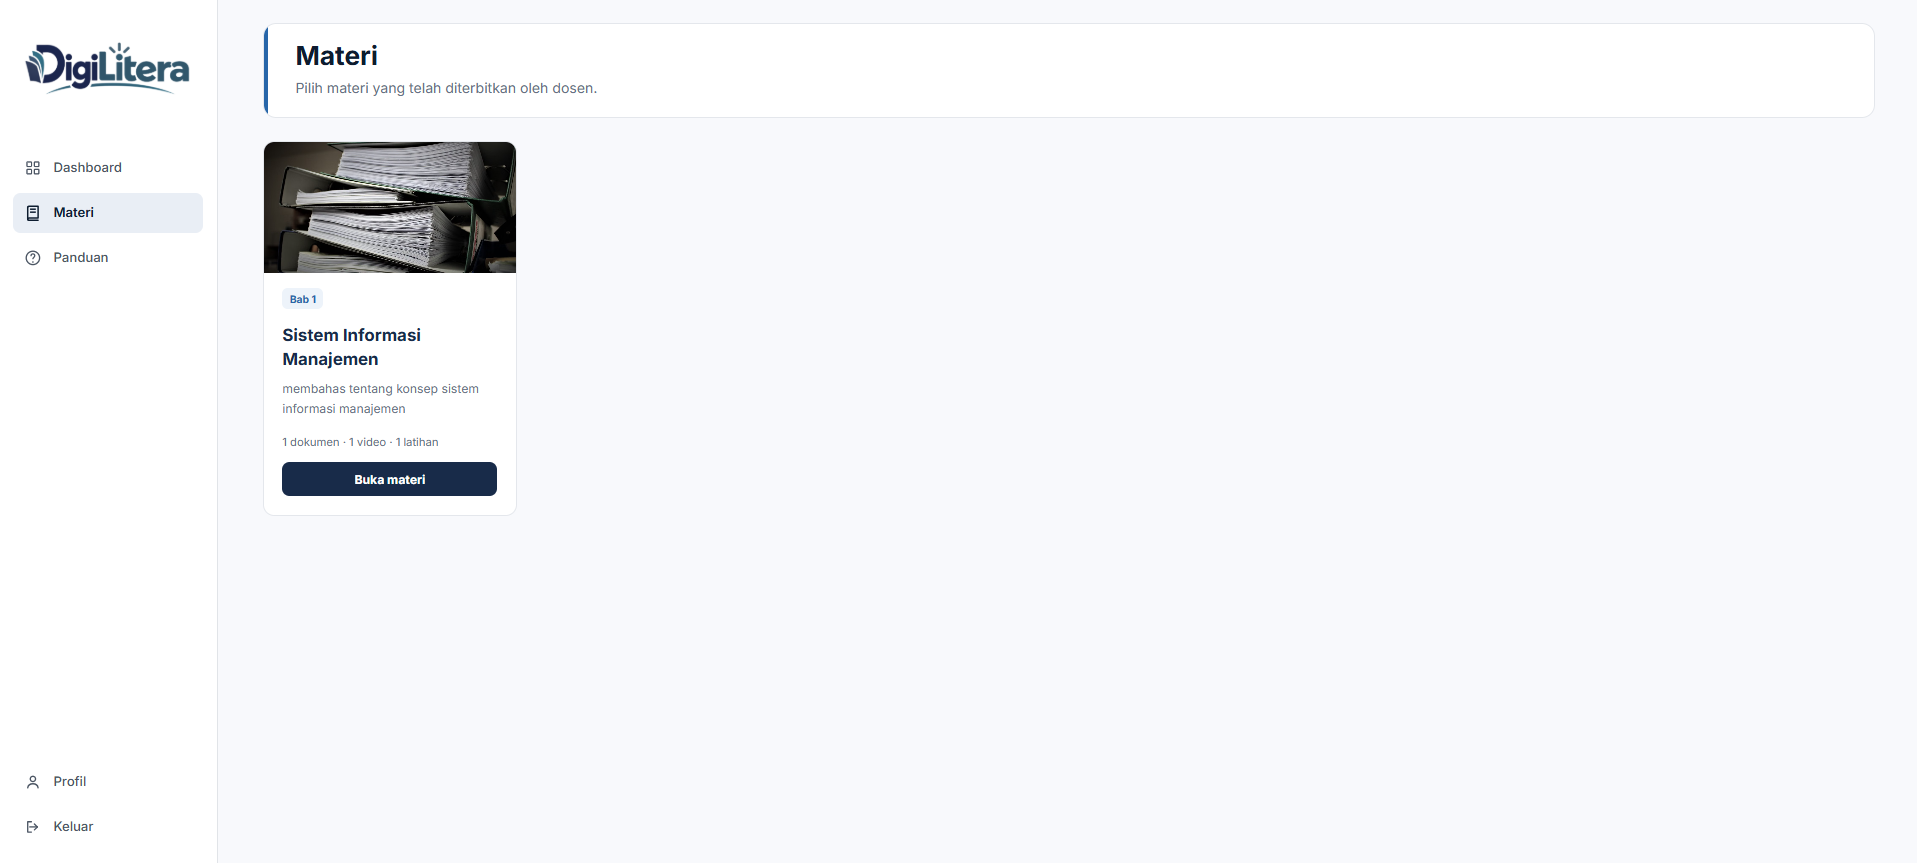 DigiLitera
Dashboard
Materi
Panduan
Profil
Keluar
Materi
Pilih materi yang telah diterbitkan oleh dosen.
Bab 1
Sistem Informasi
Manajemen
membahas tentang konsep sistem
informasi manajemen
1 dokumen · 1 video · 1 latihan
Buka materi